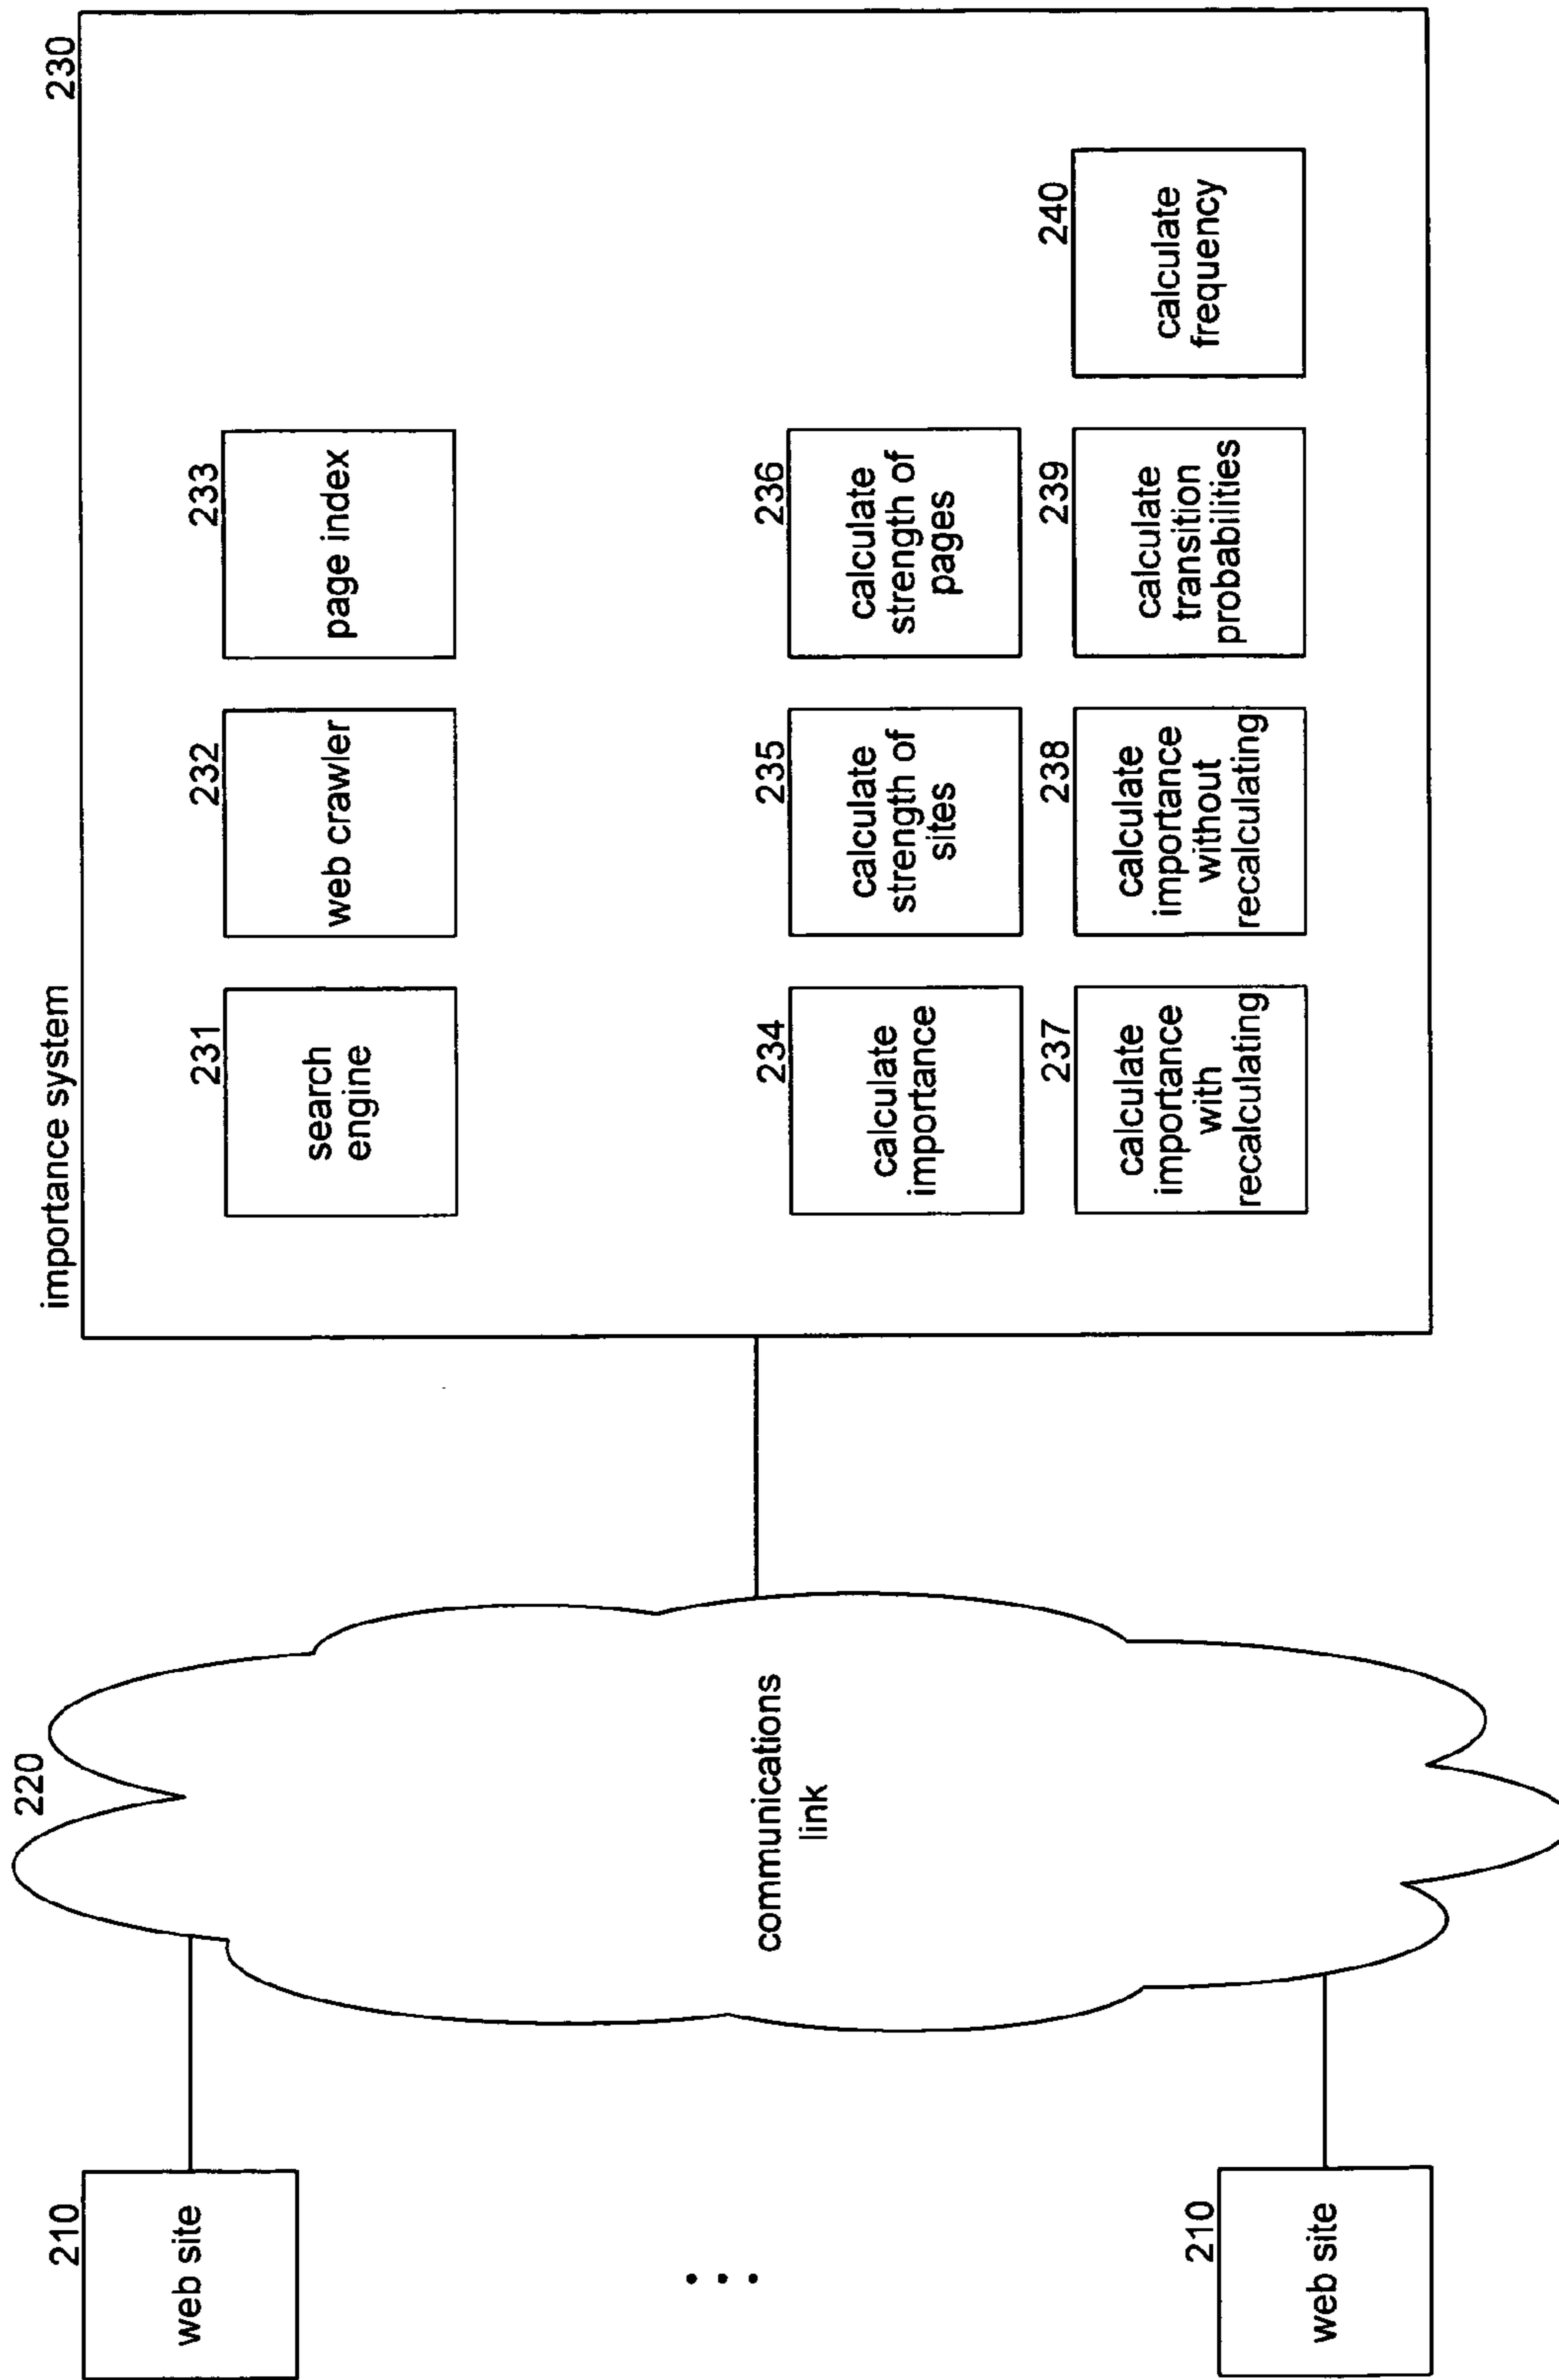 importance system
230
231
search
engine
232
web crawler
233
page index
234
calculate
importance
235
calculate
strength of
sites
236
calculate
strength of
pages
237
calculate
importance
with
recalculating
238
calculate
importance
without
recalculating
239
calculate
transition
probabilities
240
calculate
frequency
220
communications
link
210
web site
...
210
web site